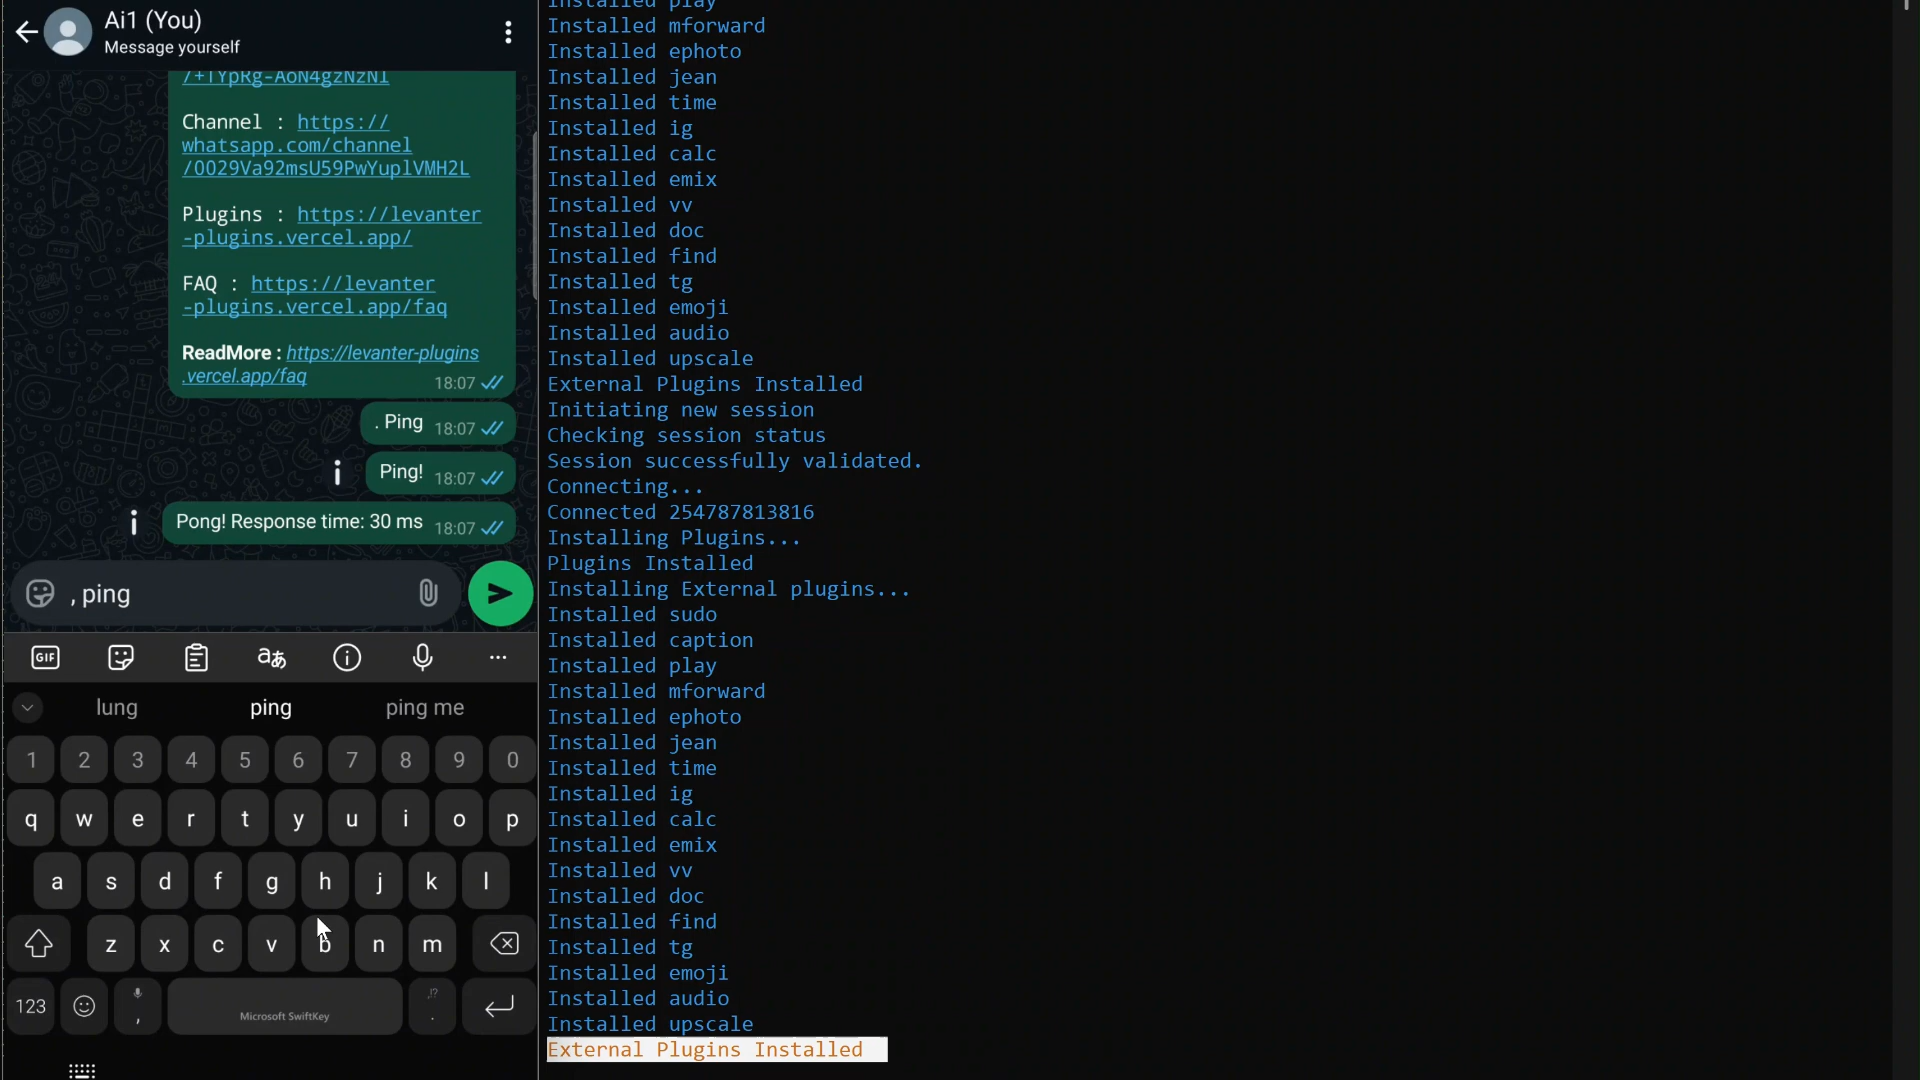 Ai1 (You)
Message yourself
Channel : https://
whatsapp.com/channel
/0029Va92msU59PwYuplVMH2L
Plugins : https://levanter
-plugins.vercel.app/
FAQ : https://levanter
-plugins.vercel.app/faq
ReadMore : https://levanter-plugins
.vercel.app/faq
18:07
. Ping 18:07
Ping! 18:07
Pong! Response time: 30 ms 18:07
, ping
GIF
lung ping ping me
1 2 3 4 5 6 7 8 9 0
q w e r t y u i o p
a s d f g h j k l
z x c v b n m
123 , Microsoft SwiftKey ,!? .
Installed play
Installed mforward
Installed ephoto
Installed jean
Installed time
Installed ig
Installed calc
Installed emix
Installed vv
Installed doc
Installed find
Installed tg
Installed emoji
Installed audio
Installed upscale
External Plugins Installed
Initiating new session
Checking session status
Session successfully validated.
Connecting...
Connected 254787813816
Installing Plugins...
Plugins Installed
Installing External plugins...
Installed sudo
Installed caption
Installed play
Installed mforward
Installed ephoto
Installed jean
Installed time
Installed ig
Installed calc
Installed emix
Installed vv
Installed doc
Installed find
Installed tg
Installed emoji
Installed audio
Installed upscale
External Plugins Installed